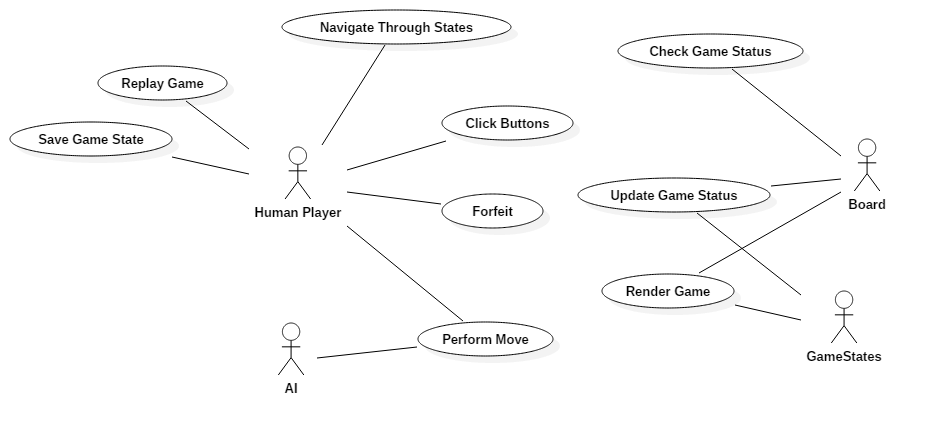 Navigate Through States
Check Game Status
Replay Game
Click Buttons
Save Game State
Update Game Status
Board
Human Player
Forfeit
Render Game
Perform Move
GameStates
AI